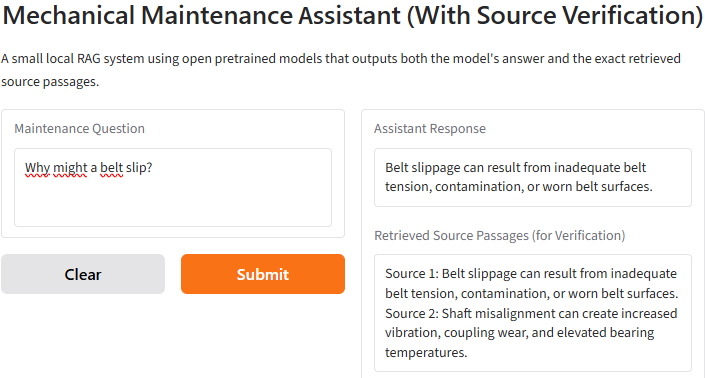 Mechanical Maintenance Assistant (With Source Verification)
A small local RAG system using open pretrained models that outputs both the model's answer and the exact retrieved
source passages.
Maintenance Question
Why might a belt slip?
Clear
Submit
Assistant Response
Belt slippage can result from inadequate belt
tension, contamination, or worn belt surfaces.
Retrieved Source Passages (for Verification)
Source 1: Belt slippage can result from inadequate
belt tension, contamination, or worn belt surfaces.
Source 2: Shaft misalignment can create increased
vibration, coupling wear, and elevated bearing
temperatures.